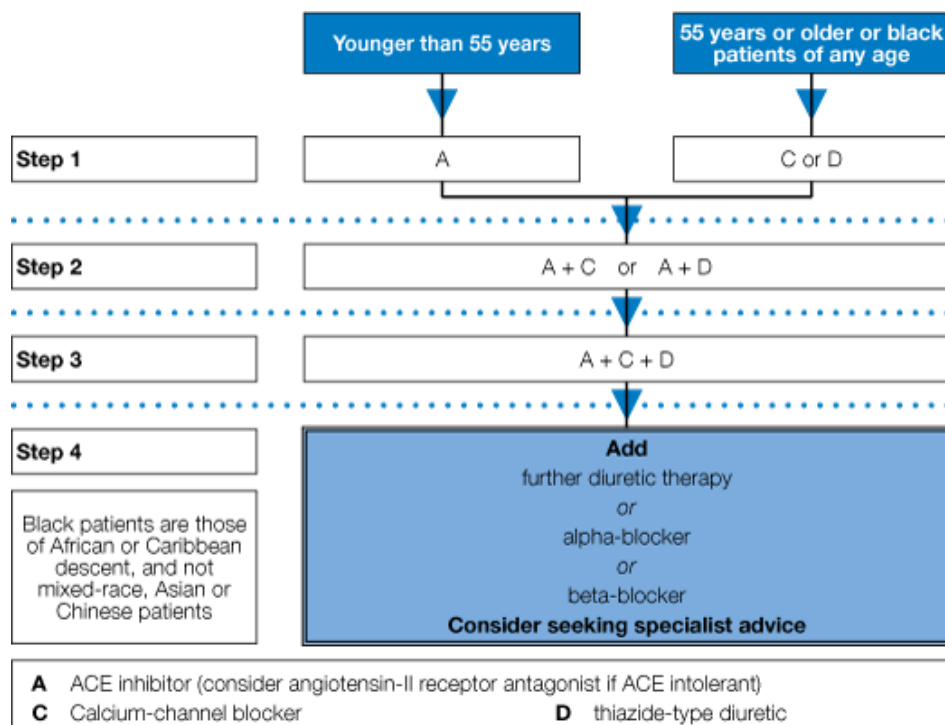 Younger than 55 years
55 years or older or black
patients of any age
Step 1
A
C or D
Step 2
A + C or A + D
Step 3
A + C + D
Step 4
Add
further diuretic therapy
or
alpha-blocker
or
beta-blocker
Consider seeking specialist advice
Black patients are those
of African or Caribbean
descent, and not
mixed-race, Asian or
Chinese patients
A ACE inhibitor (consider angiotensin-II receptor antagonist if ACE intolerant)
C Calcium-channel blocker D thiazide-type diuretic